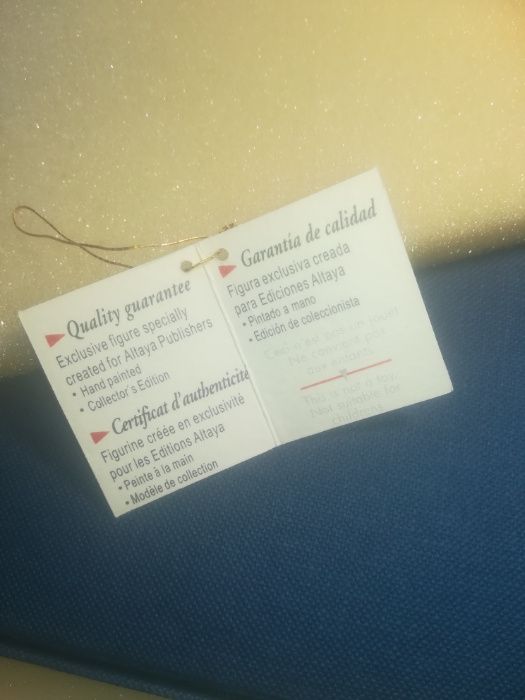 Quality guarantee
Exclusive figure specially
created for Altaya Publishers
• Hand painted
• Collector's Edition
Certificat d'authenticité
Figurine créée en exclusivité
pour les Editions Altaya
• Peinte à la main
• Modèle de collection
Garantía de calidad
Figura exclusiva creada
para Ediciones Altaya
• Pintado a mano
• Edición de coleccionista
Ceci n'est pas un jouet
Ne convient pas
aux enfants
This is not a toy.
Not suitable for
children